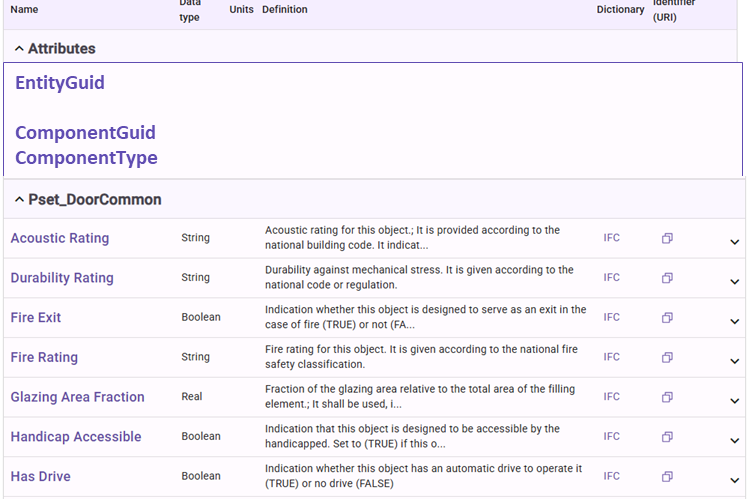 Name Data type Units Definition Dictionary Identifier (URI)
Attributes
EntityGuid
ComponentGuid
ComponentType
Pset_DoorCommon
Acoustic Rating String Acoustic rating for this object.; It is provided according to the national building code. It indicat... IFC
Durability Rating String Durability against mechanical stress. It is given according to the national code or regulation. IFC
Fire Exit Boolean Indication whether this object is designed to serve as an exit in the case of fire (TRUE) or not (FA... IFC
Fire Rating String Fire rating for this object. It is given according to the national fire safety classification. IFC
Glazing Area Fraction Real Fraction of the glazing area relative to the total area of the filling element.; It shall be used, i... IFC
Handicap Accessible Boolean Indication that this object is designed to be accessible by the handicapped. Set to (TRUE) if this o... IFC
Has Drive Boolean Indication whether this object has an automatic drive to operate it (TRUE) or no drive (FALSE) IFC